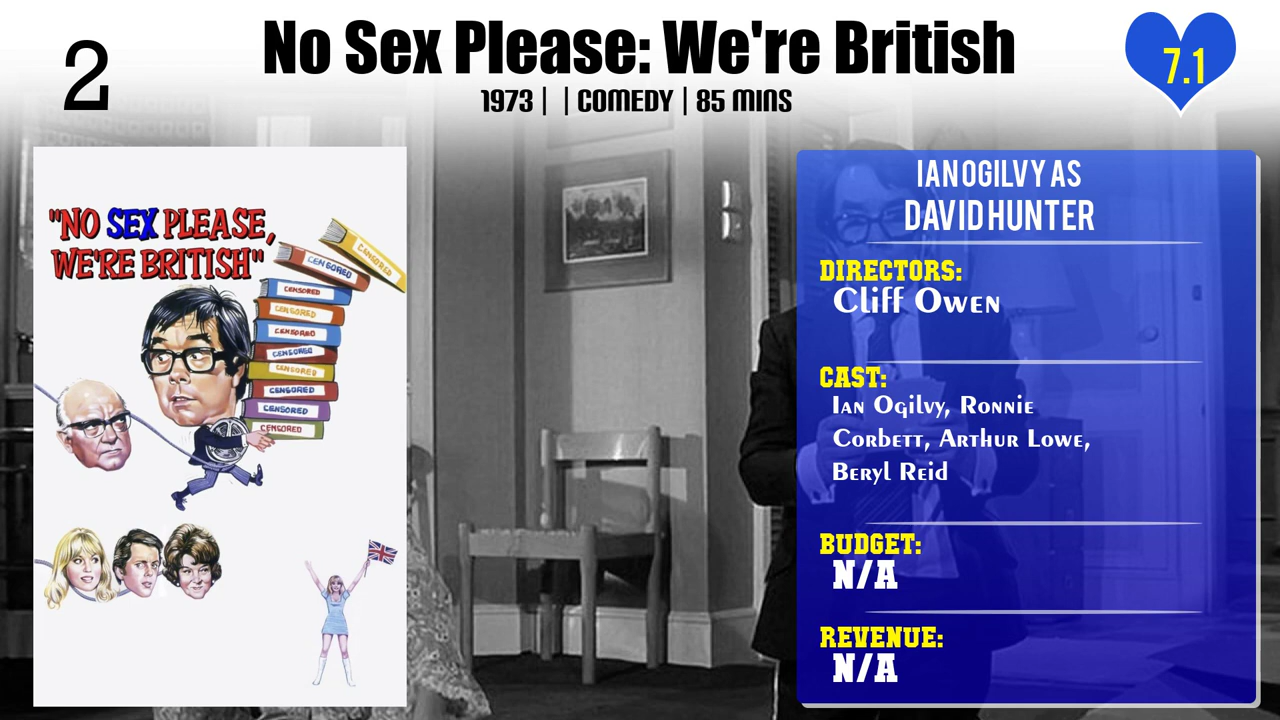 2
No Sex Please: We're British
7.1
1973 | | COMEDY | 85 MINS
"NO SEX PLEASE,
WE'RE BRITISH"
CENSORED
CENSORED
CENSORED
CENSORED
CENSORED
CENSORED
CENSORED
CENSORED
CENSORED
CENSORED
IAN OGILVY AS
DAVID HUNTER
DIRECTORS:
Cliff Owen
CAST:
Ian Ogilvy, Ronnie
Corbett, Arthur Lowe,
Beryl Reid
BUDGET:
N/A
REVENUE:
N/A